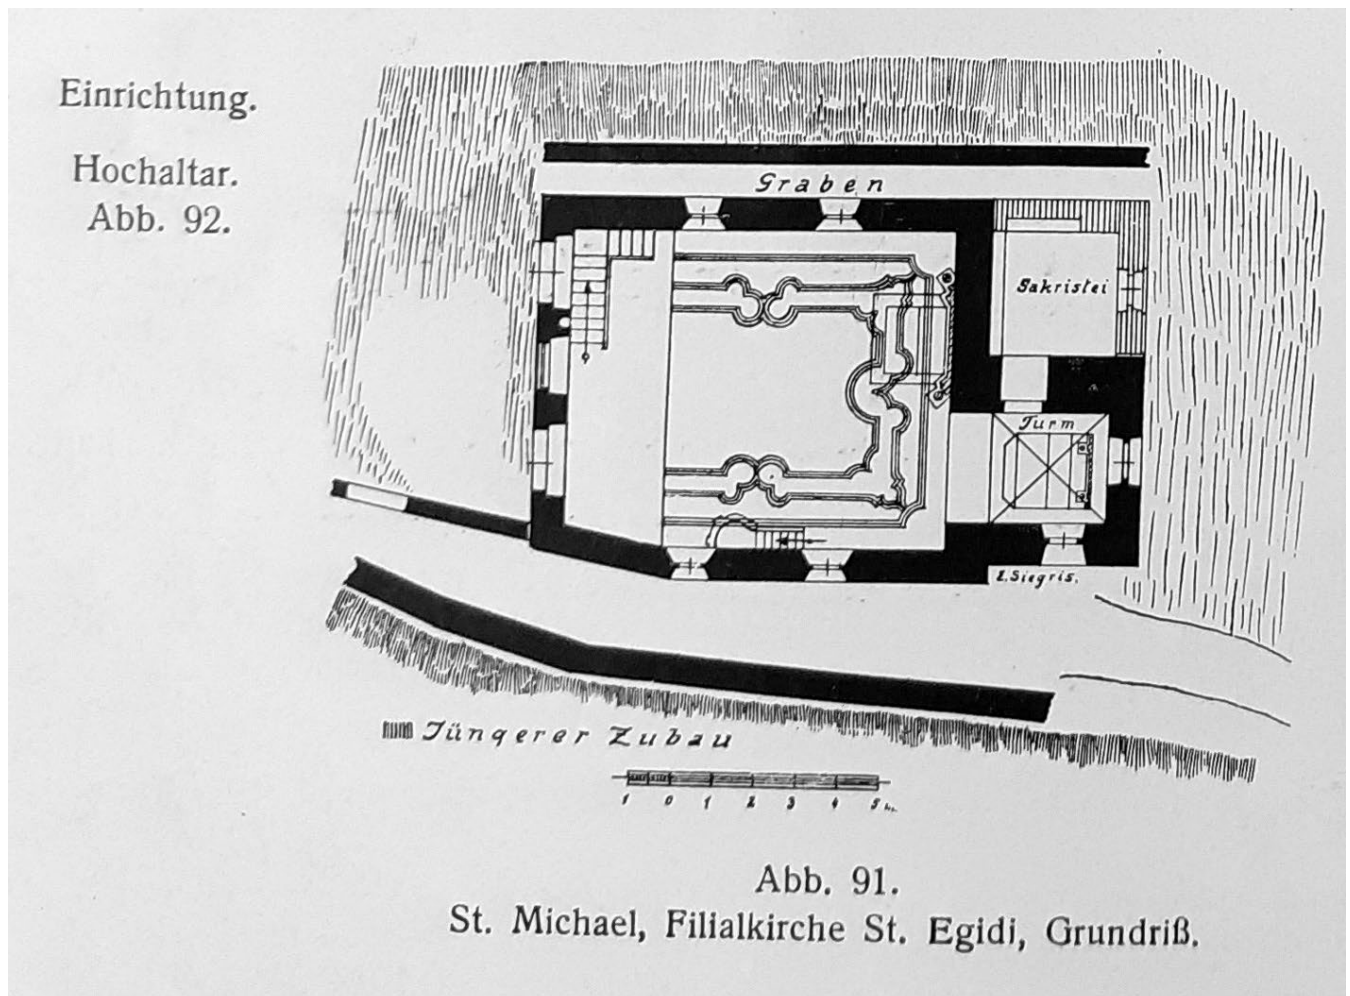 Einrichtung.
Hochaltar.
Abb. 92.
Graben
Sakristei
Turm
E. Siegris.
Jüngerer Zubau
1 0 1 2 3 4 5 m.
Abb. 91.
St. Michael, Filialkirche St. Egidi, Grundriß.